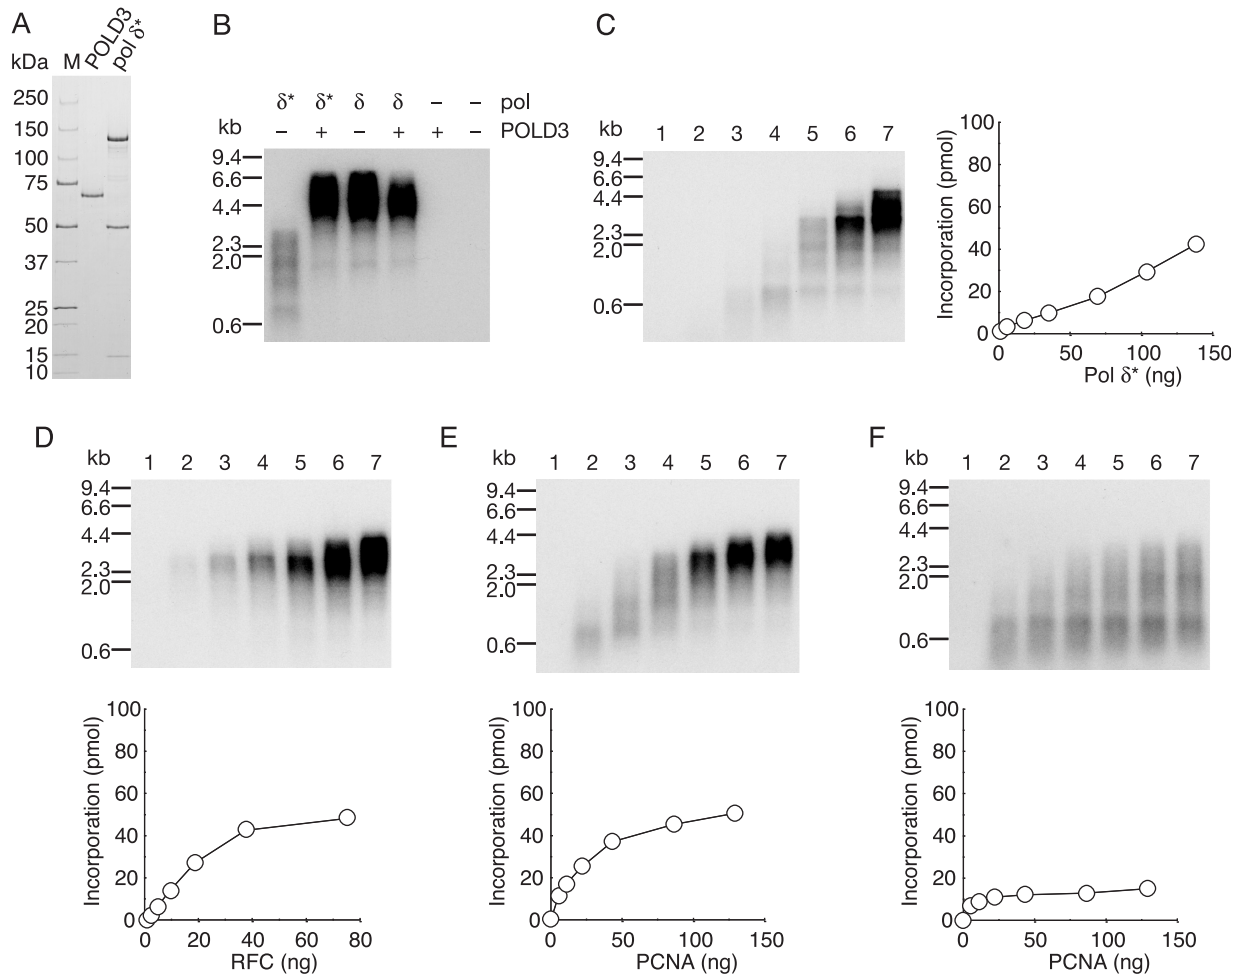 A
kDa M POLD3 pol δ*
250
150
100
75
50
37
25
20
15
10
B
δ* δ* δ δ – – pol
– + – + + – POLD3
kb
9.4
6.6
4.4
2.3
2.0
0.6
C
kb 1 2 3 4 5 6 7
9.4
6.6
4.4
2.3
2.0
0.6
Incorporation (pmol)
100
80
60
40
20
0
0 50 100 150
Pol δ* (ng)
D
kb 1 2 3 4 5 6 7
9.4
6.6
4.4
2.3
2.0
0.6
Incorporation (pmol)
100
80
60
40
20
0
0 20 40 60 80
RFC (ng)
E
kb 1 2 3 4 5 6 7
9.4
6.6
4.4
2.3
2.0
0.6
Incorporation (pmol)
100
80
60
40
20
0
0 50 100 150
PCNA (ng)
F
kb 1 2 3 4 5 6 7
9.4
6.6
4.4
2.3
2.0
0.6
Incorporation (pmol)
100
80
60
40
20
0
0 50 100 150
PCNA (ng)